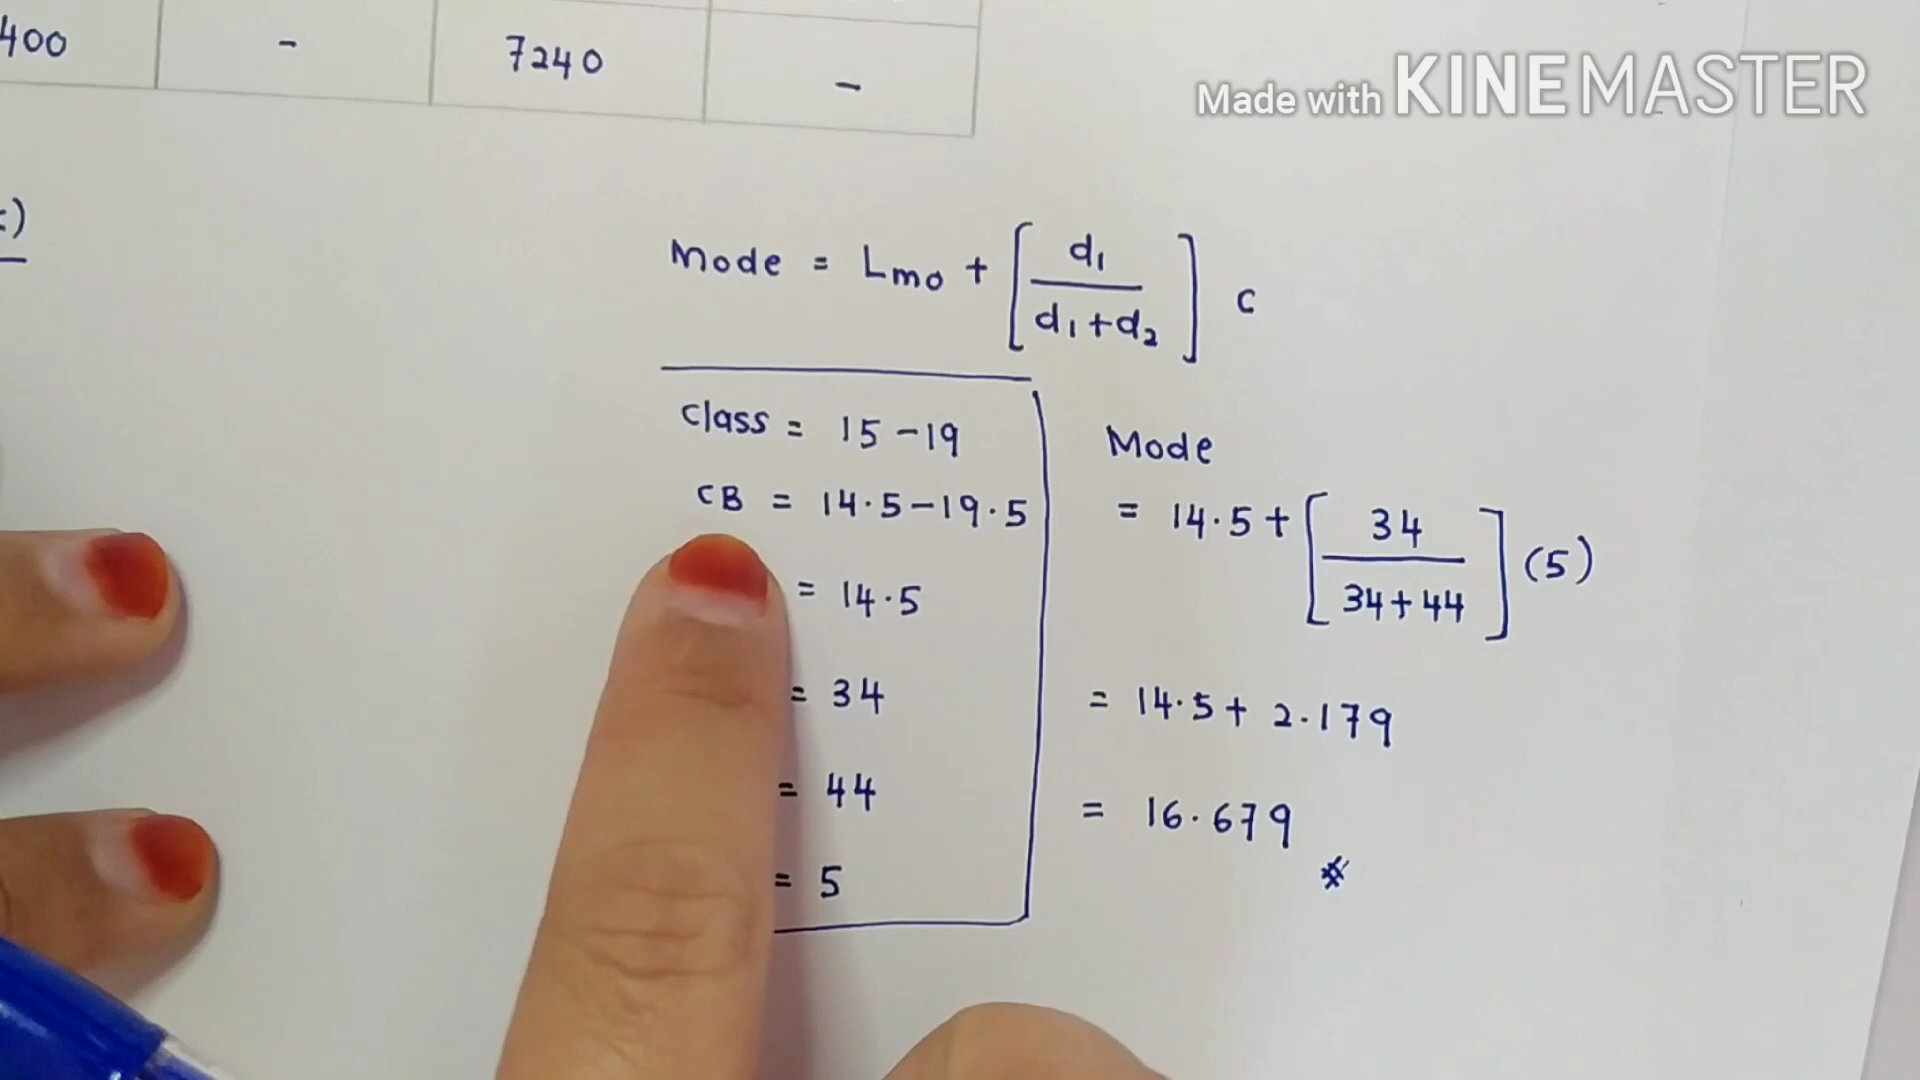 400 - 7240 -
Made with KINEMASTER
c)
Mode = Lmo + [ d1 / d1+d2 ] c
Class = 15-19
CB = 14.5-19.5
= 14.5
= 34
= 44
= 5
Mode
= 14.5 + [ 34 / 34+44 ] (5)
= 14.5 + 2.179
= 16.679